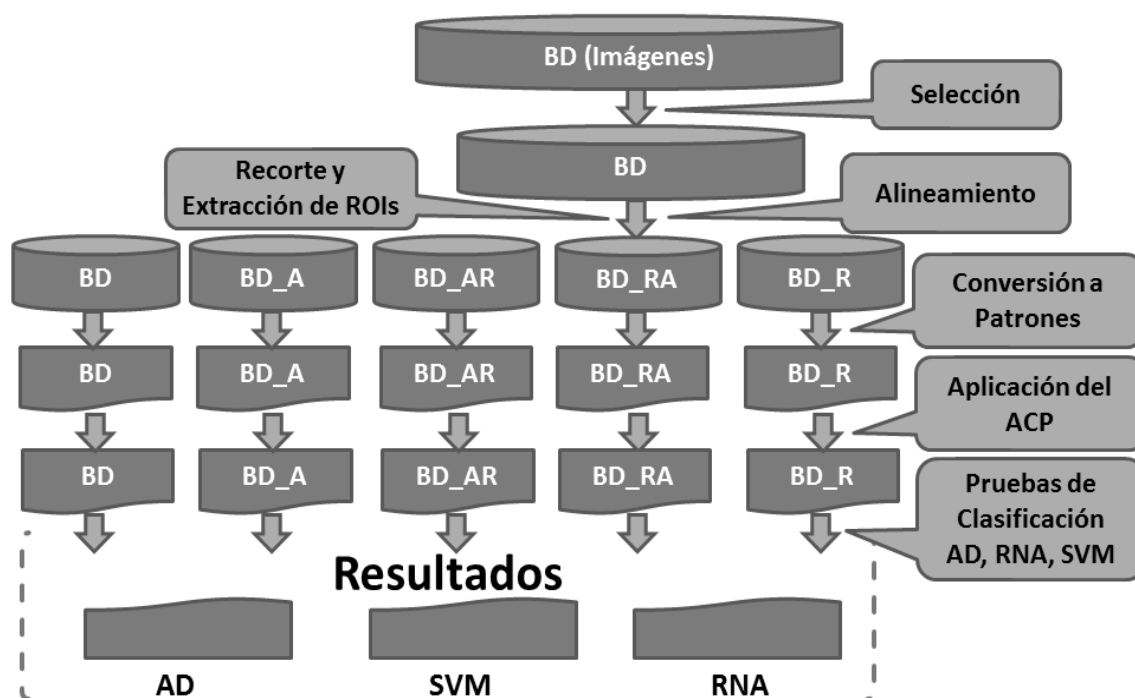 BD (Imágenes)
Selección
BD
Recorte y
Extracción de ROIs
Alineamiento
BD
BD_A
BD_AR
BD_RA
BD_R
Conversión a
Patrones
BD
BD_A
BD_AR
BD_RA
BD_R
Aplicación del
ACP
BD
BD_A
BD_AR
BD_RA
BD_R
Pruebas de
Clasificación
AD, RNA, SVM
Resultados
AD
SVM
RNA